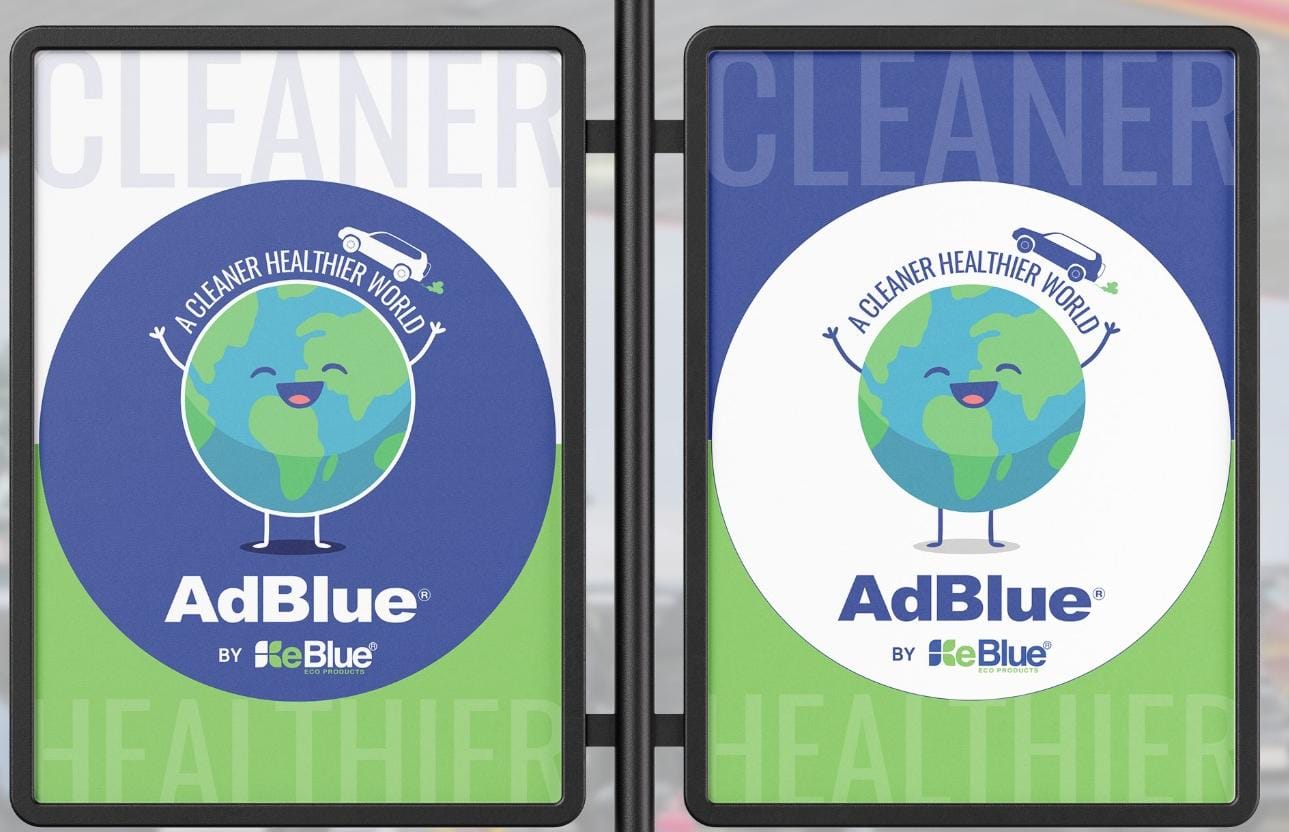 CLEANER
A CLEANER HEALTHIER WORLD
AdBlue®
BY KeBlue®
ECO PRODUCTS
HEALTHIER
CLEANER
A CLEANER HEALTHIER WORLD
AdBlue®
BY KeBlue®
ECO PRODUCTS
HEALTHIER